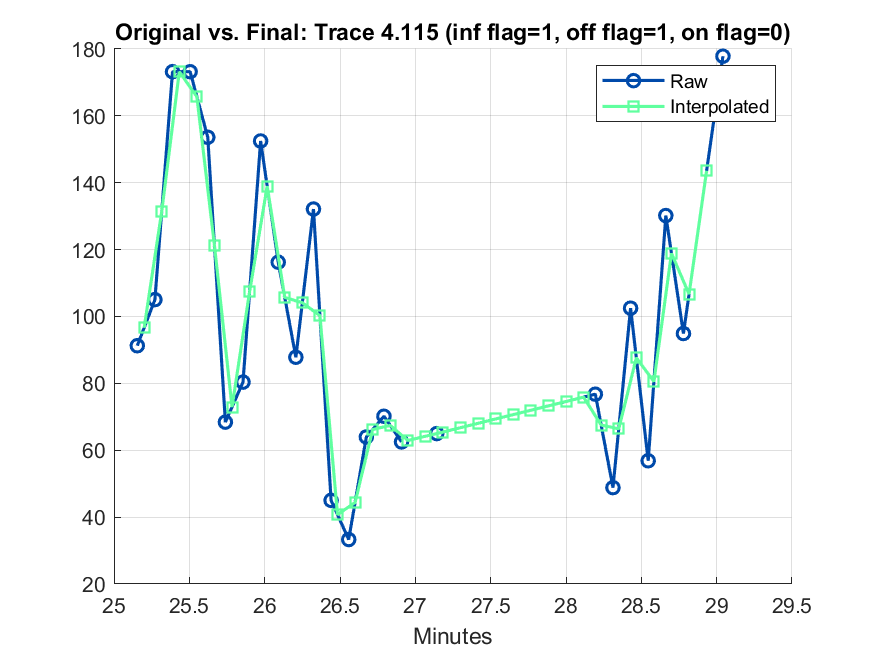 Original vs. Final: Trace 4.115 (inf flag=1, off flag=1, on flag=0)
180
160
140
120
100
80
60
40
20
Raw
Interpolated
25 25.5 26 26.5 27 27.5 28 28.5 29 29.5
Minutes